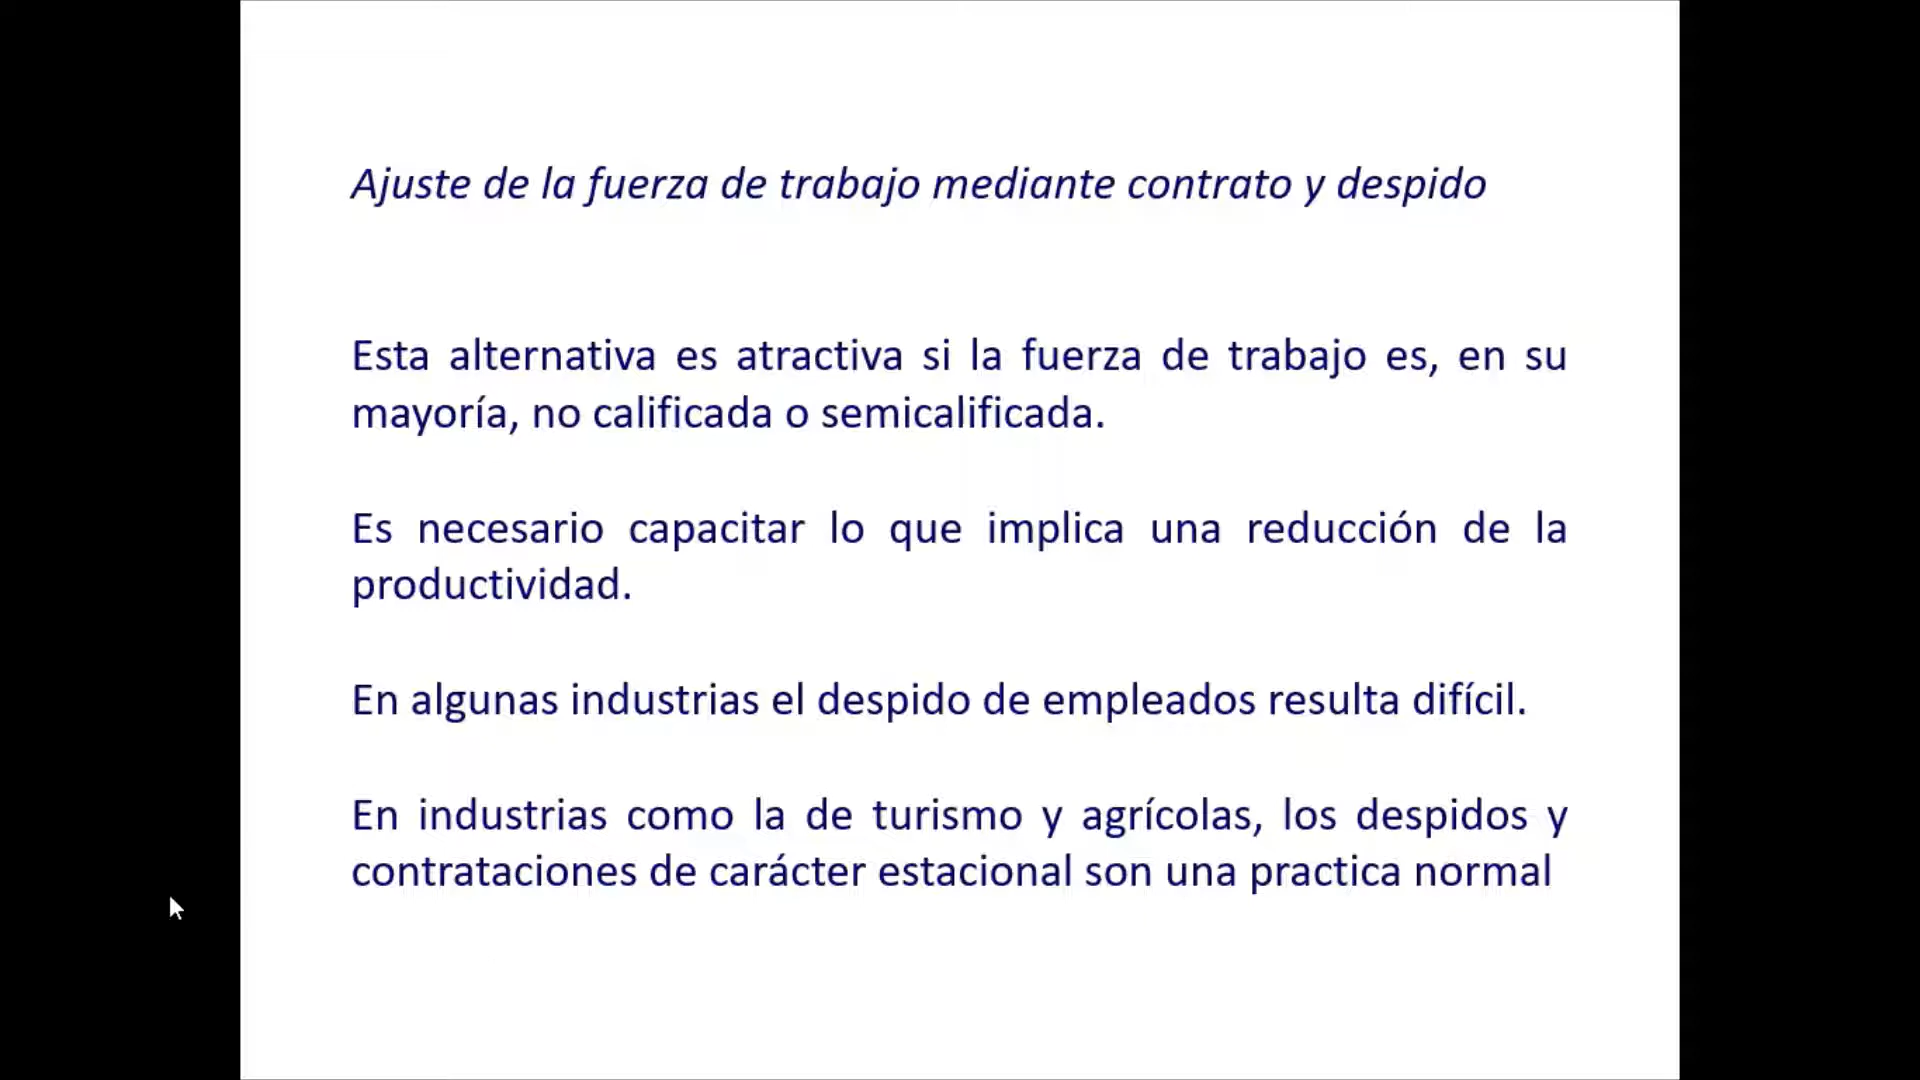 Ajuste de la fuerza de trabajo mediante contrato y despido
Esta alternativa es atractiva si la fuerza de trabajo es, en su
mayoría, no calificada o semicalificada.
Es necesario capacitar lo que implica una reducción de la
productividad.
En algunas industrias el despido de empleados resulta difícil.
En industrias como la de turismo y agrícolas, los despidos y
contrataciones de carácter estacional son una practica normal